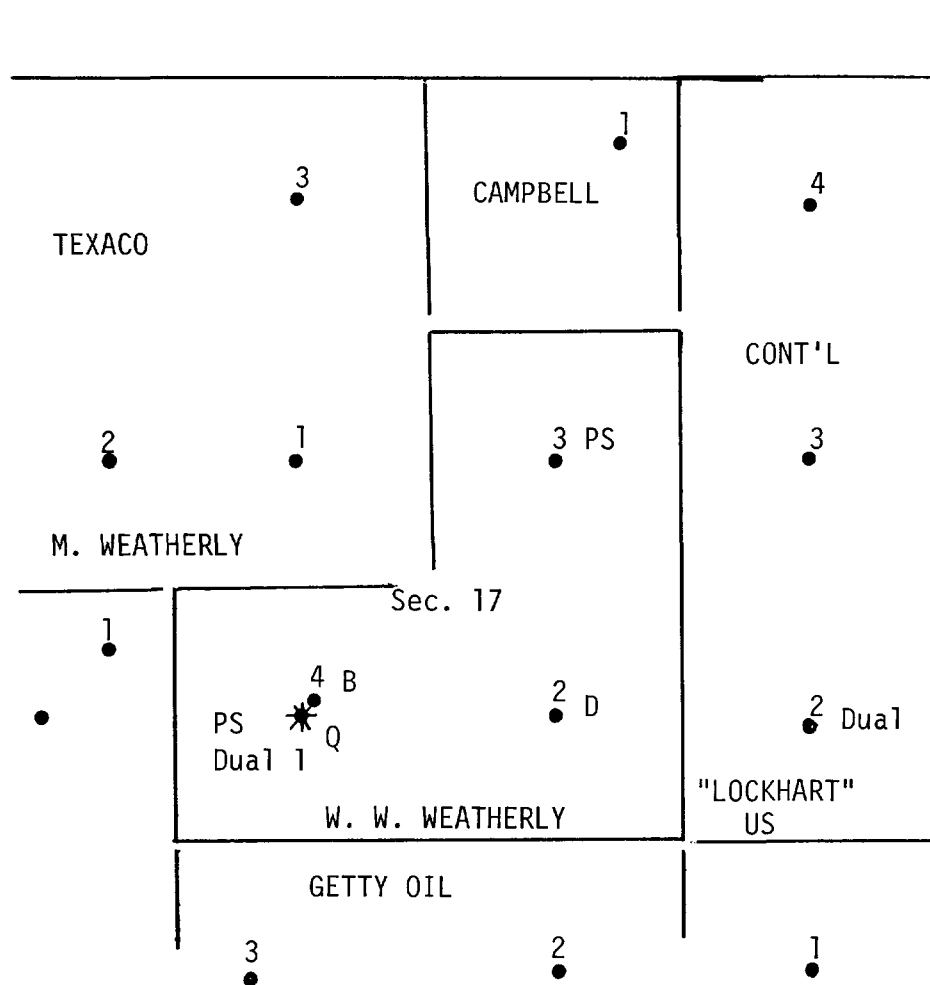 1
3
4
CAMPBELL
TEXACO
CONT'L
2
1
3 PS
3
M. WEATHERLY
Sec. 17
1
4 B
2 D
2 Dual
PS
Q
Dual 1
"LOCKHART"
US
W. W. WEATHERLY
GETTY OIL
3
2
1